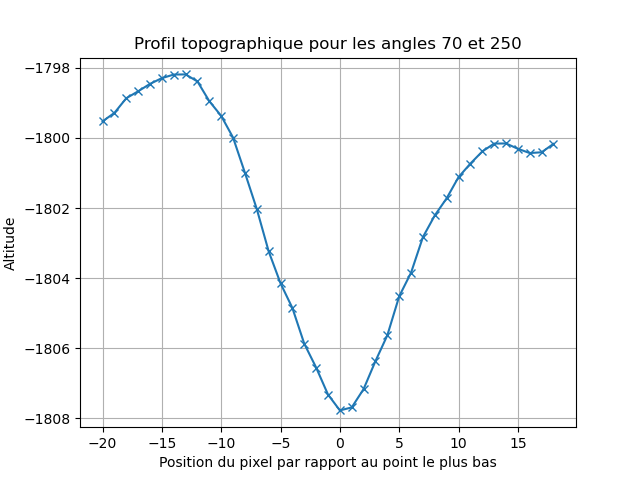 Profil topographique pour les angles 70 et 250
Altitude
−1798
−1800
−1802
−1804
−1806
−1808
−20 −15 −10 −5 0 5 10 15
Position du pixel par rapport au point le plus bas